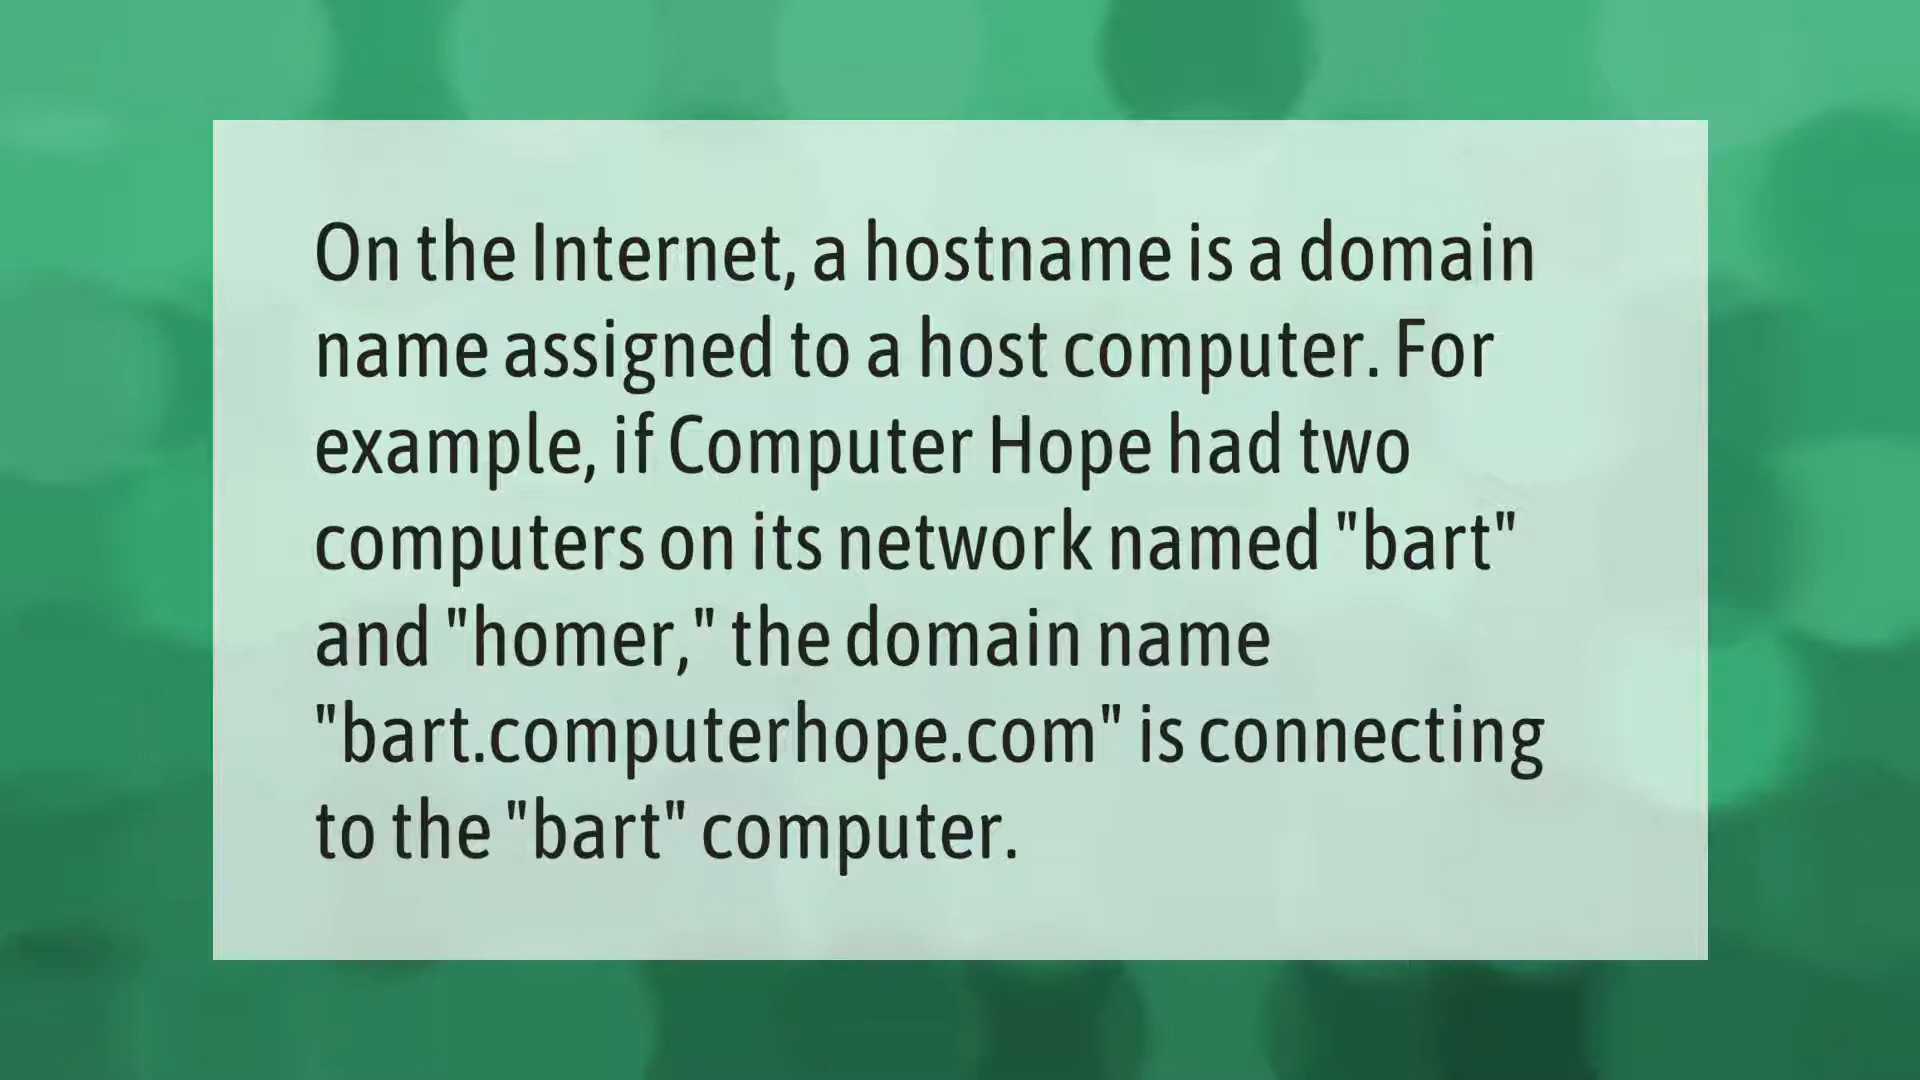 On the Internet, a hostname is a domain
name assigned to a host computer. For
example, if Computer Hope had two
computers on its network named "bart"
and "homer," the domain name
"bart.computerhope.com" is connecting
to the "bart" computer.